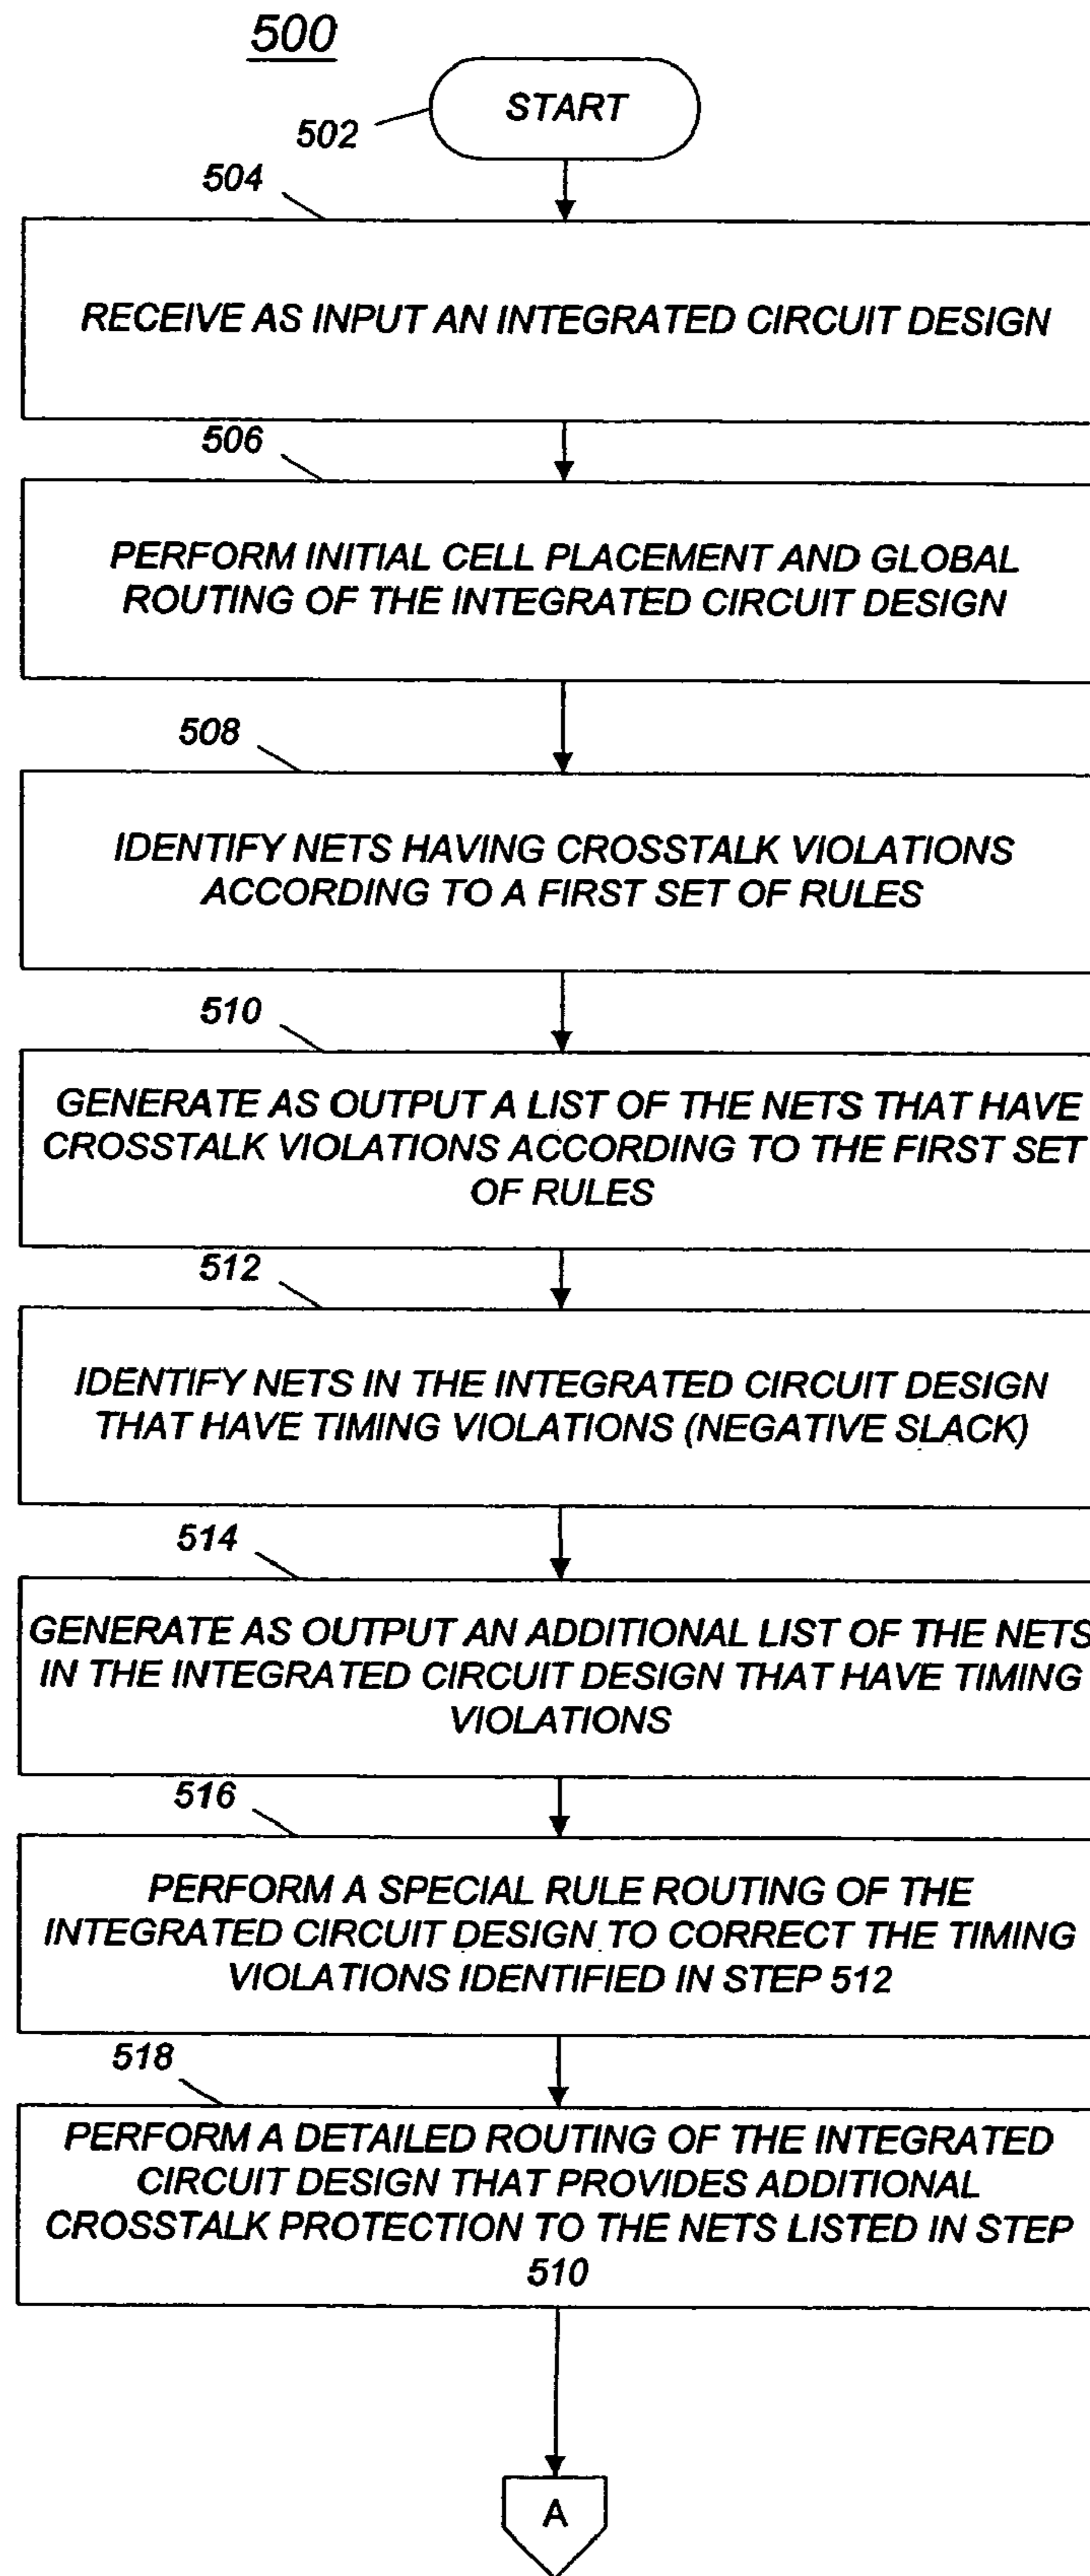 500
START
502
504
RECEIVE AS INPUT AN INTEGRATED CIRCUIT DESIGN
506
PERFORM INITIAL CELL PLACEMENT AND GLOBAL
ROUTING OF THE INTEGRATED CIRCUIT DESIGN
508
IDENTIFY NETS HAVING CROSSTALK VIOLATIONS
ACCORDING TO A FIRST SET OF RULES
510
GENERATE AS OUTPUT A LIST OF THE NETS THAT HAVE
CROSSTALK VIOLATIONS ACCORDING TO THE FIRST SET
OF RULES
512
IDENTIFY NETS IN THE INTEGRATED CIRCUIT DESIGN
THAT HAVE TIMING VIOLATIONS (NEGATIVE SLACK)
514
GENERATE AS OUTPUT AN ADDITIONAL LIST OF THE NETS
IN THE INTEGRATED CIRCUIT DESIGN THAT HAVE TIMING
VIOLATIONS
516
PERFORM A SPECIAL RULE ROUTING OF THE
INTEGRATED CIRCUIT DESIGN TO CORRECT THE TIMING
VIOLATIONS IDENTIFIED IN STEP 512
518
PERFORM A DETAILED ROUTING OF THE INTEGRATED
CIRCUIT DESIGN THAT PROVIDES ADDITIONAL
CROSSTALK PROTECTION TO THE NETS LISTED IN STEP
510
A